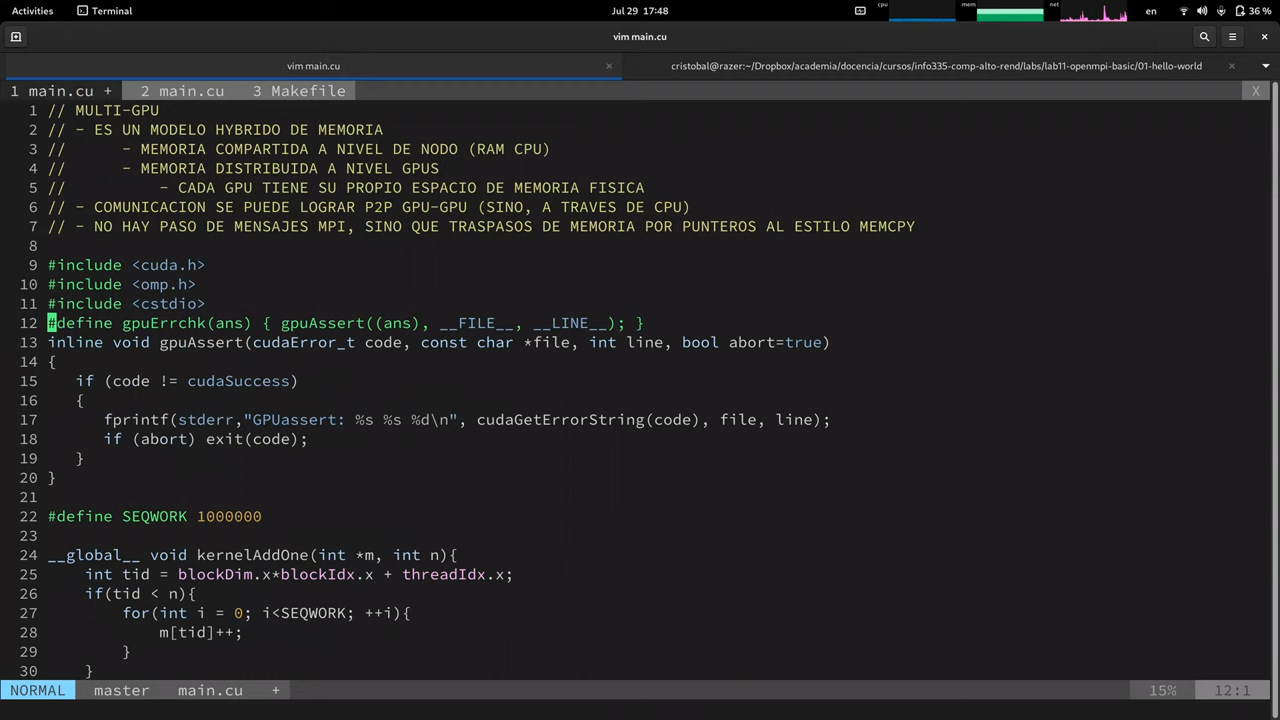 Activities Terminal Jul 29 17:48 cpu mem net en 36 %
vim main.cu
vim main.cu × cristobal@razer:~/Dropbox/academia/docencia/cursos/info335-comp-alto-rend/labs/lab11-openmpi-basic/01-hello-world ×
1 main.cu + 2 main.cu 3 Makefile X
1 // MULTI-GPU
2 // - ES UN MODELO HYBRIDO DE MEMORIA
3 // - MEMORIA COMPARTIDA A NIVEL DE NODO (RAM CPU)
4 // - MEMORIA DISTRIBUIDA A NIVEL GPUS
5 // - CADA GPU TIENE SU PROPIO ESPACIO DE MEMORIA FISICA
6 // - COMUNICACION SE PUEDE LOGRAR P2P GPU-GPU (SINO, A TRAVES DE CPU)
7 // - NO HAY PASO DE MENSAJES MPI, SINO QUE TRASPASOS DE MEMORIA POR PUNTEROS AL ESTILO MEMCPY
8
9 #include <cuda.h>
10 #include <omp.h>
11 #include <cstdio>
12 #define gpuErrchk(ans) { gpuAssert((ans), __FILE__, __LINE__); }
13 inline void gpuAssert(cudaError_t code, const char *file, int line, bool abort=true)
14 {
15 if (code != cudaSuccess)
16 {
17 fprintf(stderr,"GPUassert: %s %s %d\n", cudaGetErrorString(code), file, line);
18 if (abort) exit(code);
19 }
20 }
21
22 #define SEQWORK 1000000
23
24 __global__ void kernelAddOne(int *m, int n){
25 int tid = blockDim.x*blockIdx.x + threadIdx.x;
26 if(tid < n){
27 for(int i = 0; i<SEQWORK; ++i){
28 m[tid]++;
29 }
30 }
NORMAL master main.cu + 15% 12:1